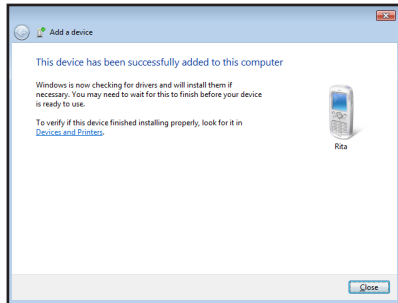 Add a device
This device has been successfully added to this computer
Windows is now checking for drivers and will install them if
necessary. You may need to wait for this to finish before your device
is ready to use.
To verify if this device finished installing properly, look for it in
Devices and Printers.
Rita
Close